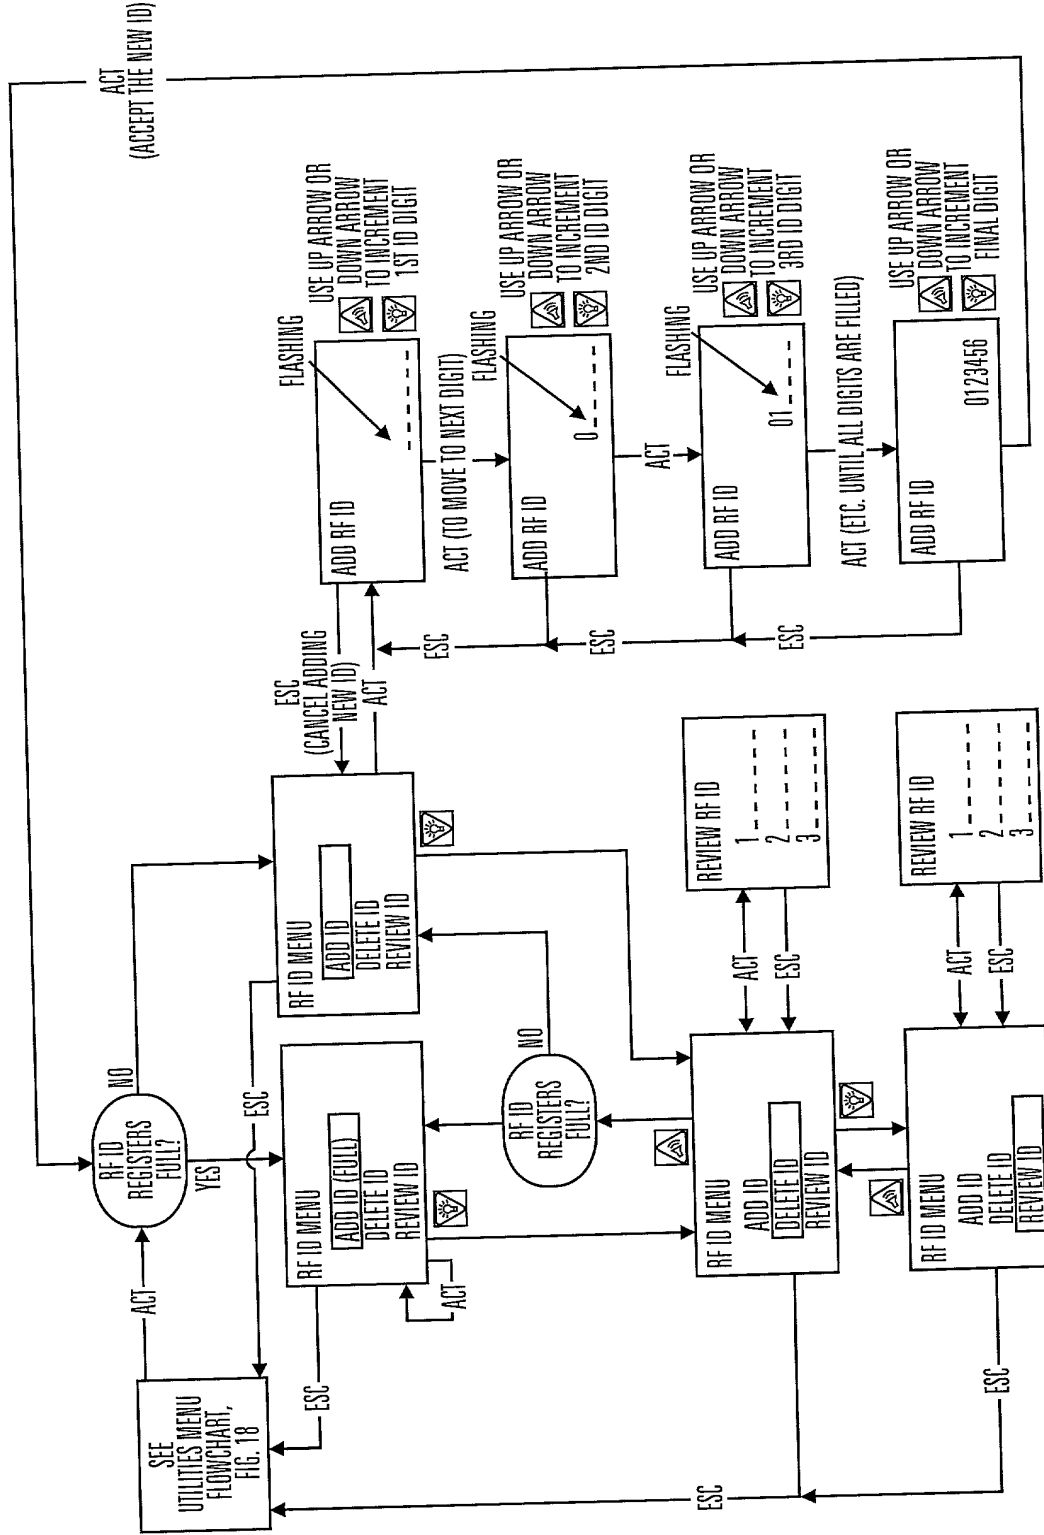 SEE
UTILITIES MENU
FLOWCHART,
FIG. 18
ACT
RF ID
REGISTERS
FULL?
YES
NO
ACT
(ACCEPT THE NEW ID)
ESC
ESC
RF ID MENU
ADD ID (FULL)
DELETE ID
REVIEW ID
ACT
RF ID MENU
ADD ID
DELETE ID
REVIEW ID
ESC
(CANCEL ADDING
NEW ID)
ACT
FLASHING
ADD RF ID
USE UP ARROW OR
DOWN ARROW
TO INCREMENT
1ST ID DIGIT
ACT (TO MOVE TO NEXT DIGIT)
ESC
FLASHING
ADD RF ID
0
USE UP ARROW OR
DOWN ARROW
TO INCREMENT
2ND ID DIGIT
ACT
ESC
FLASHING
ADD RF ID
01
USE UP ARROW OR
DOWN ARROW
TO INCREMENT
3RD ID DIGIT
ACT (ETC. UNTIL ALL DIGITS ARE FILLED)
ESC
ADD RF ID
0123456
USE UP ARROW OR
DOWN ARROW
TO INCREMENT
FINAL DIGIT
RF ID
REGISTERS
FULL?
NO
RF ID MENU
ADD ID
DELETE ID
REVIEW ID
ACT
ESC
REVIEW RF ID
1
2
3
ESC
RF ID MENU
ADD ID
DELETE ID
REVIEW ID
ACT
ESC
REVIEW RF ID
1
2
3
ESC